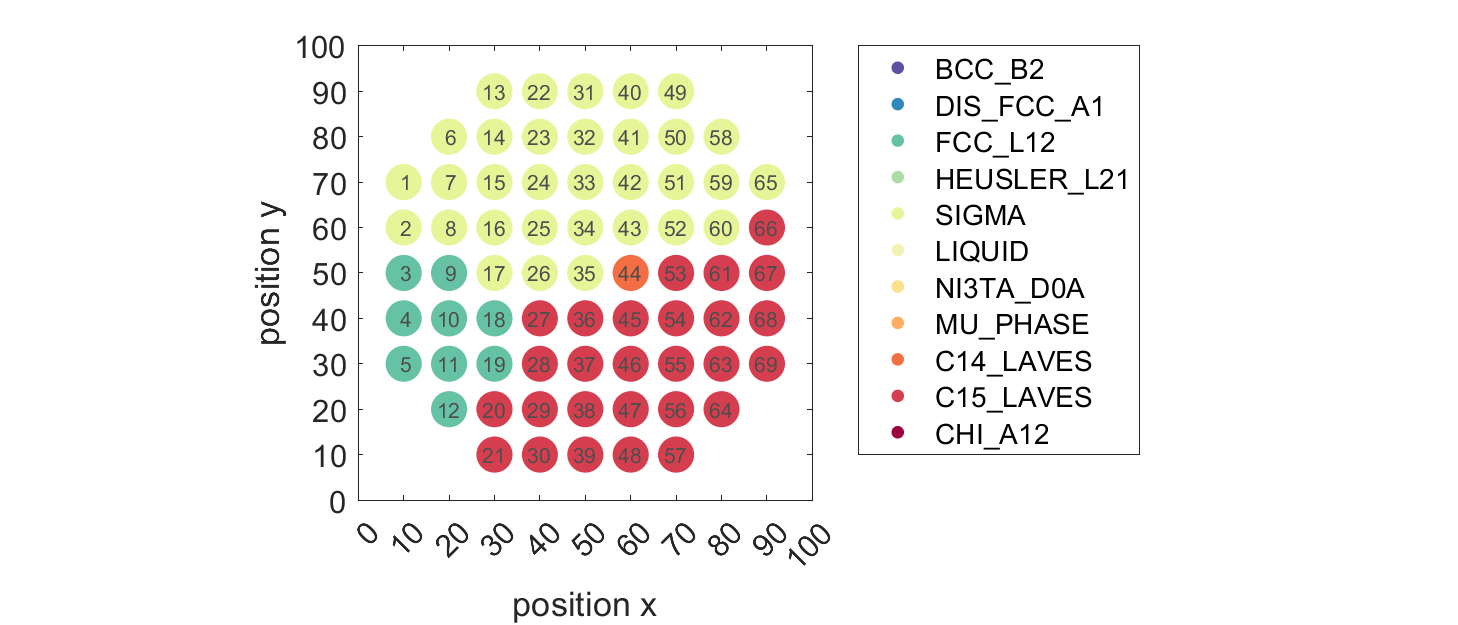 100
90
80
70
60
50
40
30
20
10
0
13 22 31 40 49
6 14 23 32 41 50 58
1 7 15 24 33 42 51 59 65
2 8 16 25 34 43 52 60 66
3 9 17 26 35 44 53 61 67
4 10 18 27 36 45 54 62 68
5 11 19 28 37 46 55 63 69
12 20 29 38 47 56 64
21 30 39 48 57
0 10 20 30 40 50 60 70 80 90 100
position x
position y
BCC_B2
DIS_FCC_A1
FCC_L12
HEUSLER_L21
SIGMA
LIQUID
NI3TA_D0A
MU_PHASE
C14_LAVES
C15_LAVES
CHI_A12